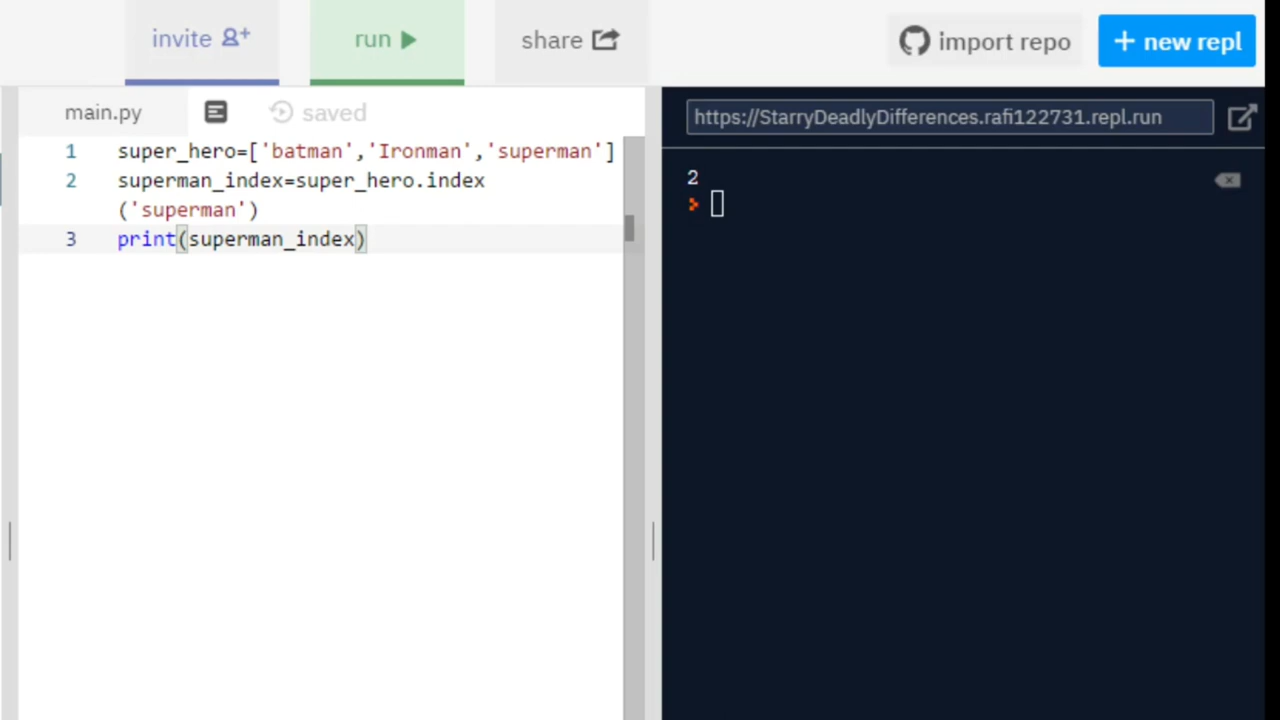 invite
run
share
import repo
+ new repl
main.py
saved
https://StarryDeadlyDifferences.rafi122731.repl.run
1 super_hero=['batman','Ironman','superman']
2 superman_index=super_hero.index
('superman')
3 print(superman_index)
2